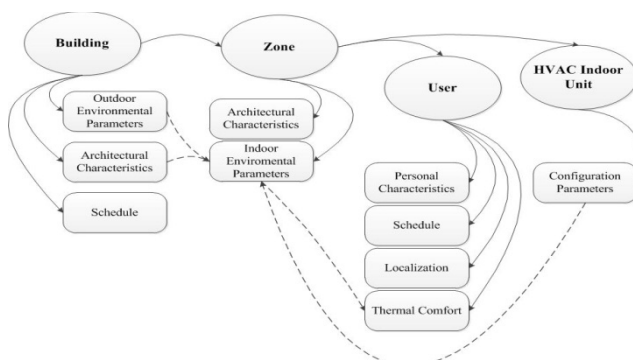 Building
Zone
User
HVAC Indoor
Unit
Outdoor
Environmental
Parameters
Architectural
Characteristics
Schedule
Architectural
Characteristics
Indoor
Enviromental
Parameters
Personal
Characteristics
Schedule
Localization
Thermal Comfort
Configuration
Parameters